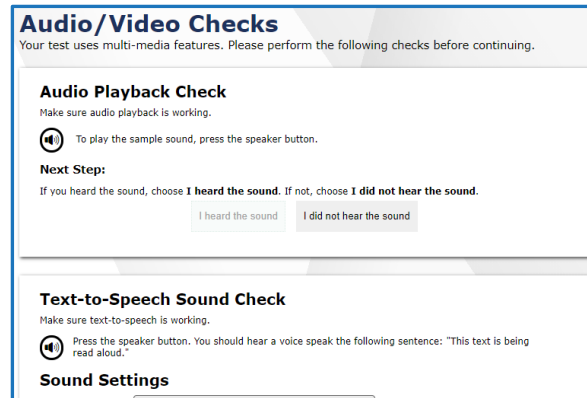 Audio/Video Checks
Your test uses multi-media features. Please perform the following checks before continuing.
Audio Playback Check
Make sure audio playback is working.
To play the sample sound, press the speaker button.
Next Step:
If you heard the sound, choose I heard the sound. If not, choose I did not hear the sound.
I heard the sound I did not hear the sound
Text-to-Speech Sound Check
Make sure text-to-speech is working.
Press the speaker button. You should hear a voice speak the following sentence: "This text is being
read aloud."
Sound Settings